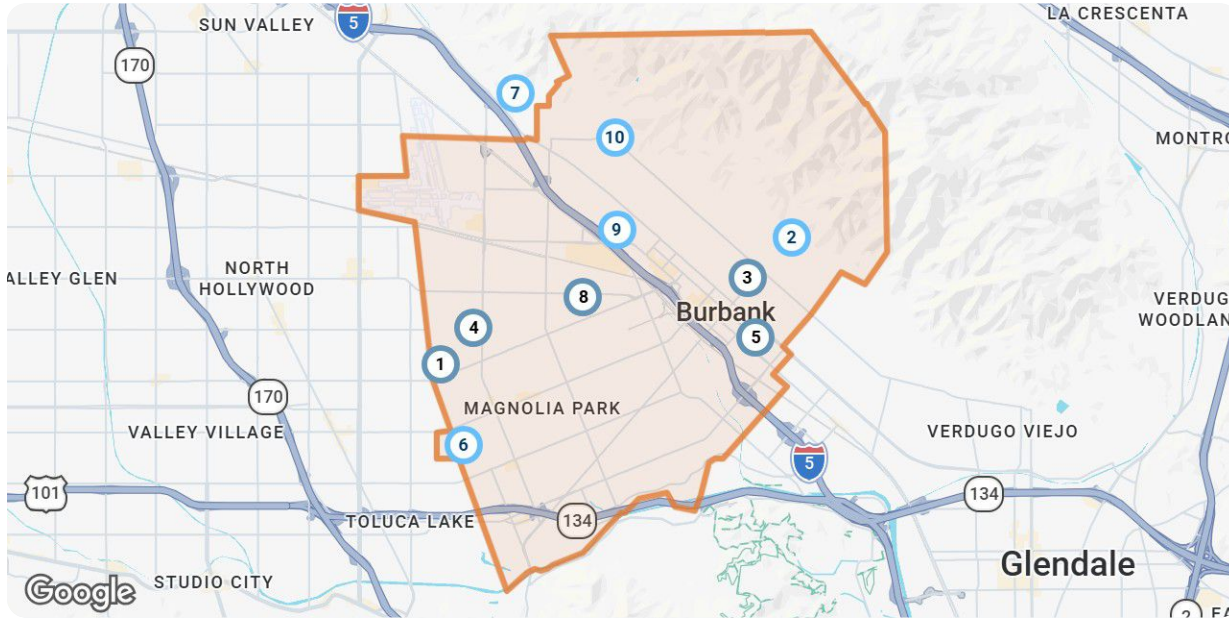 LA CRESCENTA
SUN VALLEY
5
170
7
10
MONTRO
9
2
NORTH
HOLLYWOOD
ALLEY GLEN
3
8
Burbank
VERDUG
WOODLAN
4
5
1
170
MAGNOLIA PARK
VALLEY VILLAGE
VERDUGO VIEJO
6
5
101
134
TOLUCA LAKE
134
Glendale
STUDIO CITY
Google
2